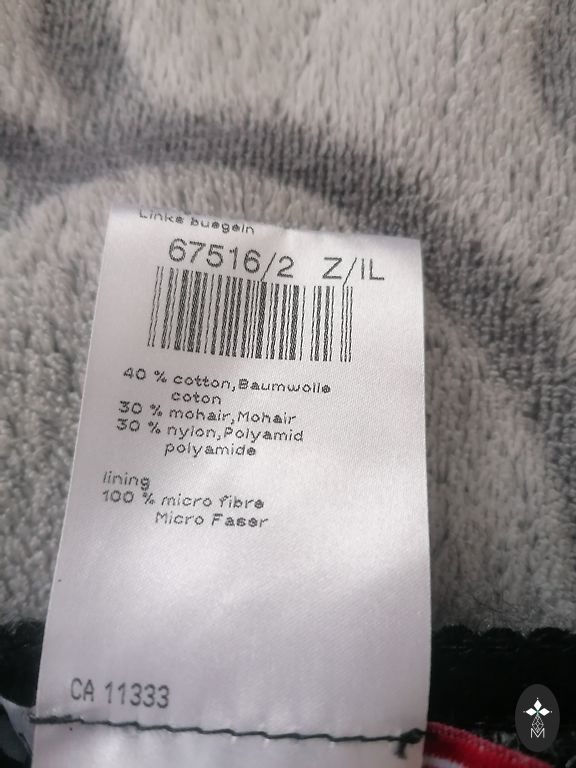 Links buegeln
67516/2 Z/IL
40 % cotton,Baumwolle
coton
30 % mohair,Mohair
30 % nylon,Polyamid
polyamide
lining
100 % micro fibre
Micro Faser
CA 11333
M